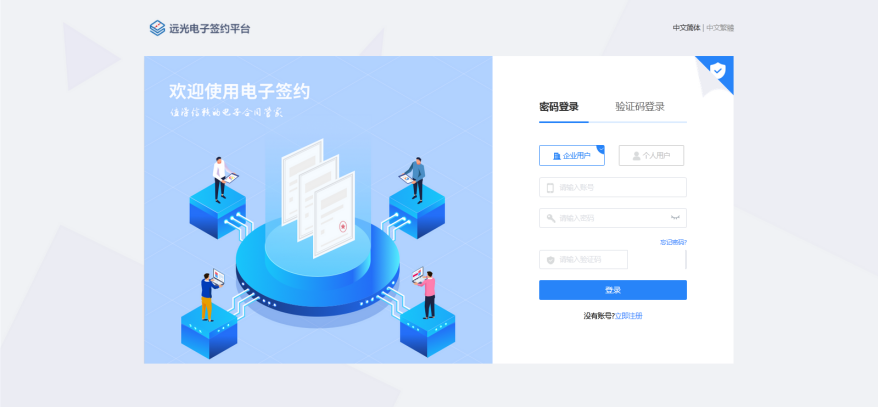 远光电子签约平台
中文简体 | 中文繁體
欢迎使用电子签约
值得信赖的电子合同管家
密码登录
验证码登录
企业用户
个人用户
请输入账号
请输入密码
忘记密码?
请输入验证码
登录
没有账号?立即注册